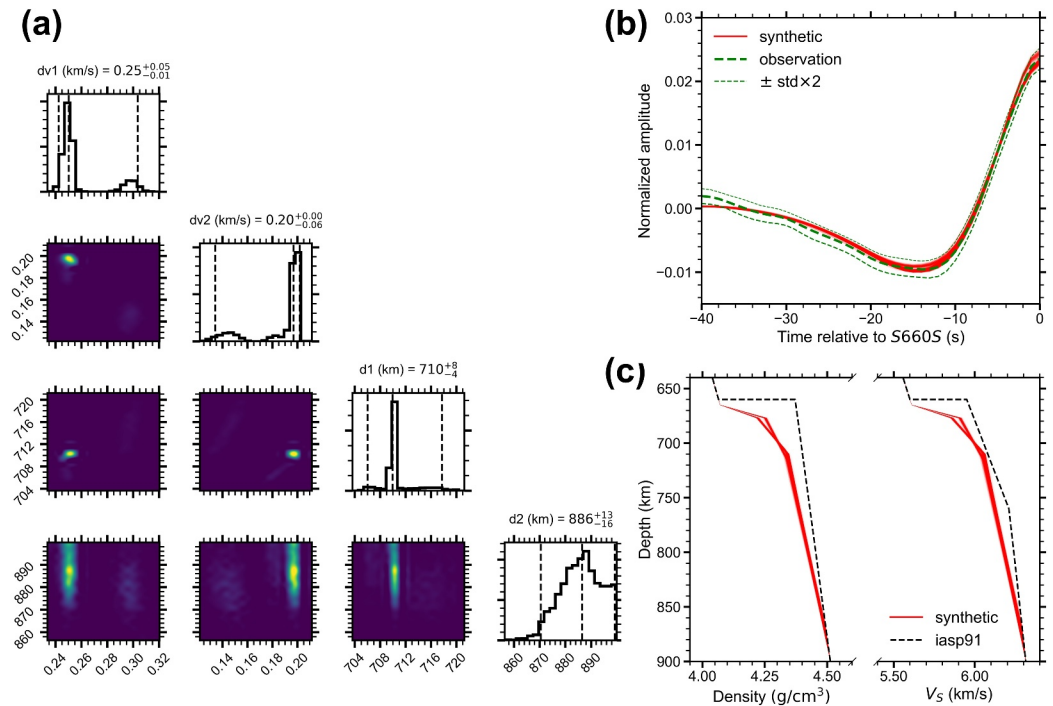 (a)
dv1 (km/s) = 0.25+0.05−0.01
dv2 (km/s) = 0.20+0.00−0.06
0.20
0.18
0.16
0.14
d1 (km) = 710+8−4
720
716
712
708
704
d2 (km) = 886+13−16
890
880
870
860
0.24 0.26 0.28 0.30 0.32
0.14 0.16 0.18 0.20
704 708 712 716 720
860 870 880 890
(b)
0.03
0.02
0.01
0.00
−0.01
Normalized amplitude
synthetic
observation
± std×2
−40 −30 −20 −10 0
Time relative to S660S (s)
(c)
650
700
750
800
850
900
Depth (km)
synthetic
iasp91
4.00 4.25 4.50
Density (g/cm³)
5.50 6.00
VS (km/s)